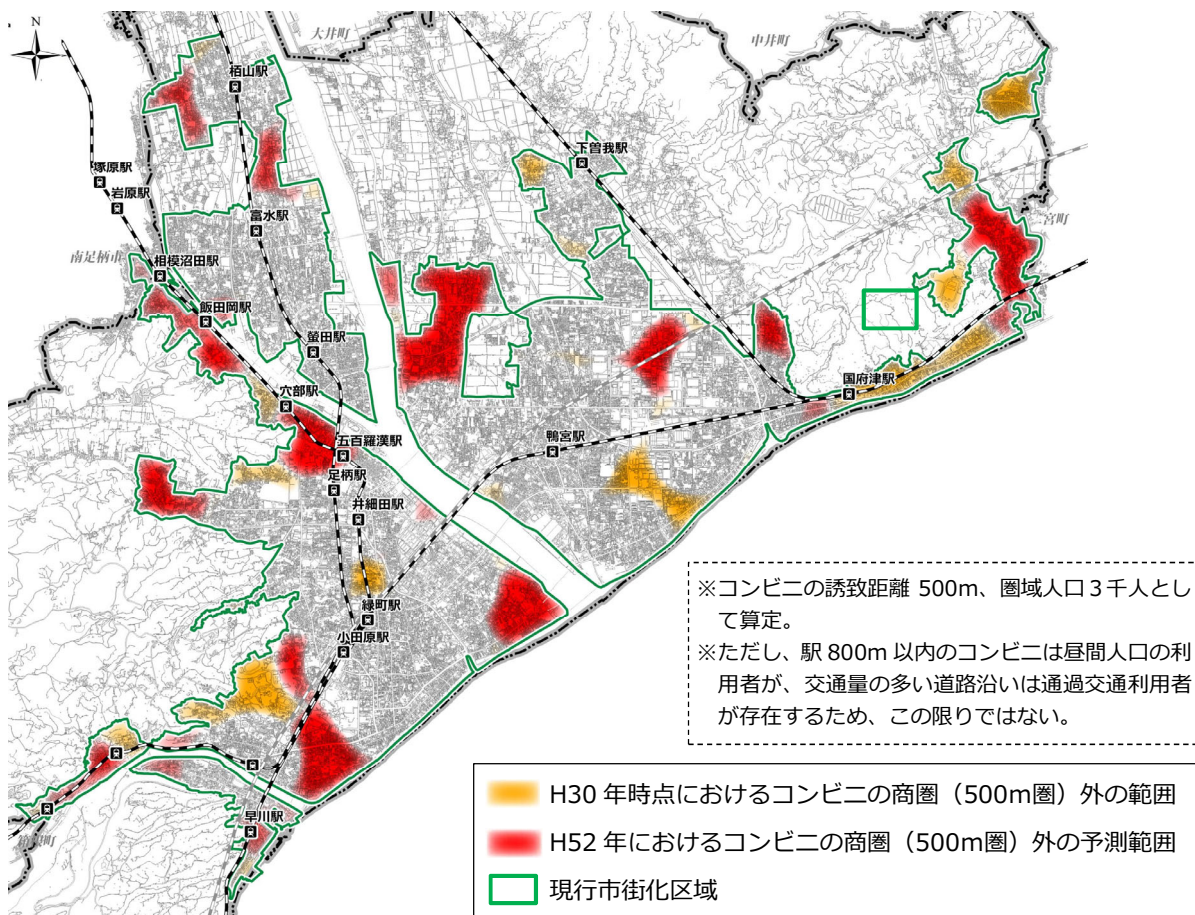 N
大井町
中井町
栢山駅
下曽我駅
塚原駅
岩原駅
富水駅
南足柄市
相模沼田駅
飯田岡駅
螢田駅
国府津駅
穴部駅
鴨宮駅
五百羅漢駅
足柄駅
井細田駅
緑町駅
小田原駅
早川駅
※コンビニの誘致距離 500m、圏域人口3千人とし
て算定。
※ただし、駅 800m 以内のコンビニは昼間人口の利
用者が、交通量の多い道路沿いは通過交通利用者
が存在するため、この限りではない。
H30 年時点におけるコンビニの商圏（500m圏）外の範囲
H52 年におけるコンビニの商圏（500m圏）外の予測範囲
現行市街化区域